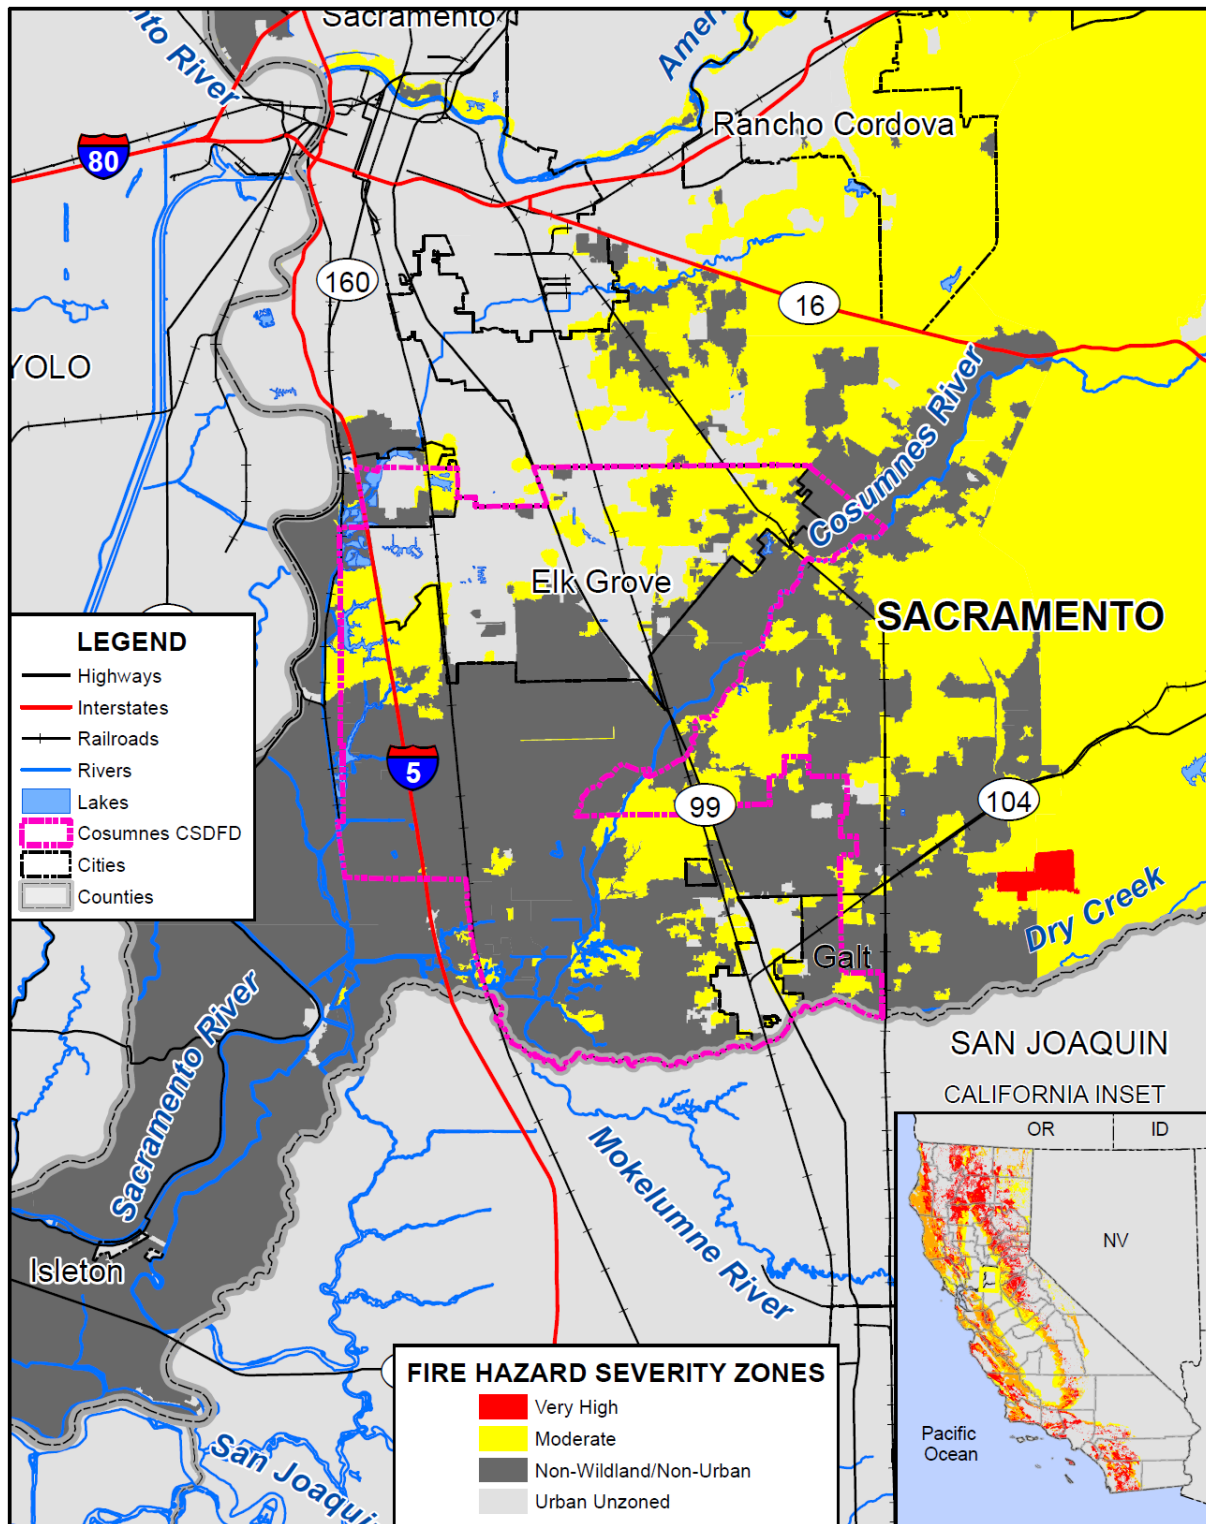 Sacramento
nto River
Ameri
Rancho Cordova
80
160
16
YOLO
Cosumnes River
Elk Grove
SACRAMENTO
LEGEND
Highways
Interstates
Railroads
Rivers
Lakes
Cosumnes CSDFD
Cities
Counties
5
99
104
Dry Creek
Galt
Sacramento River
SAN JOAQUIN
CALIFORNIA INSET
OR
ID
NV
Pacific
Ocean
Mokelumne River
Isleton
San Joaquin
FIRE HAZARD SEVERITY ZONES
Very High
Moderate
Non-Wildland/Non-Urban
Urban Unzoned